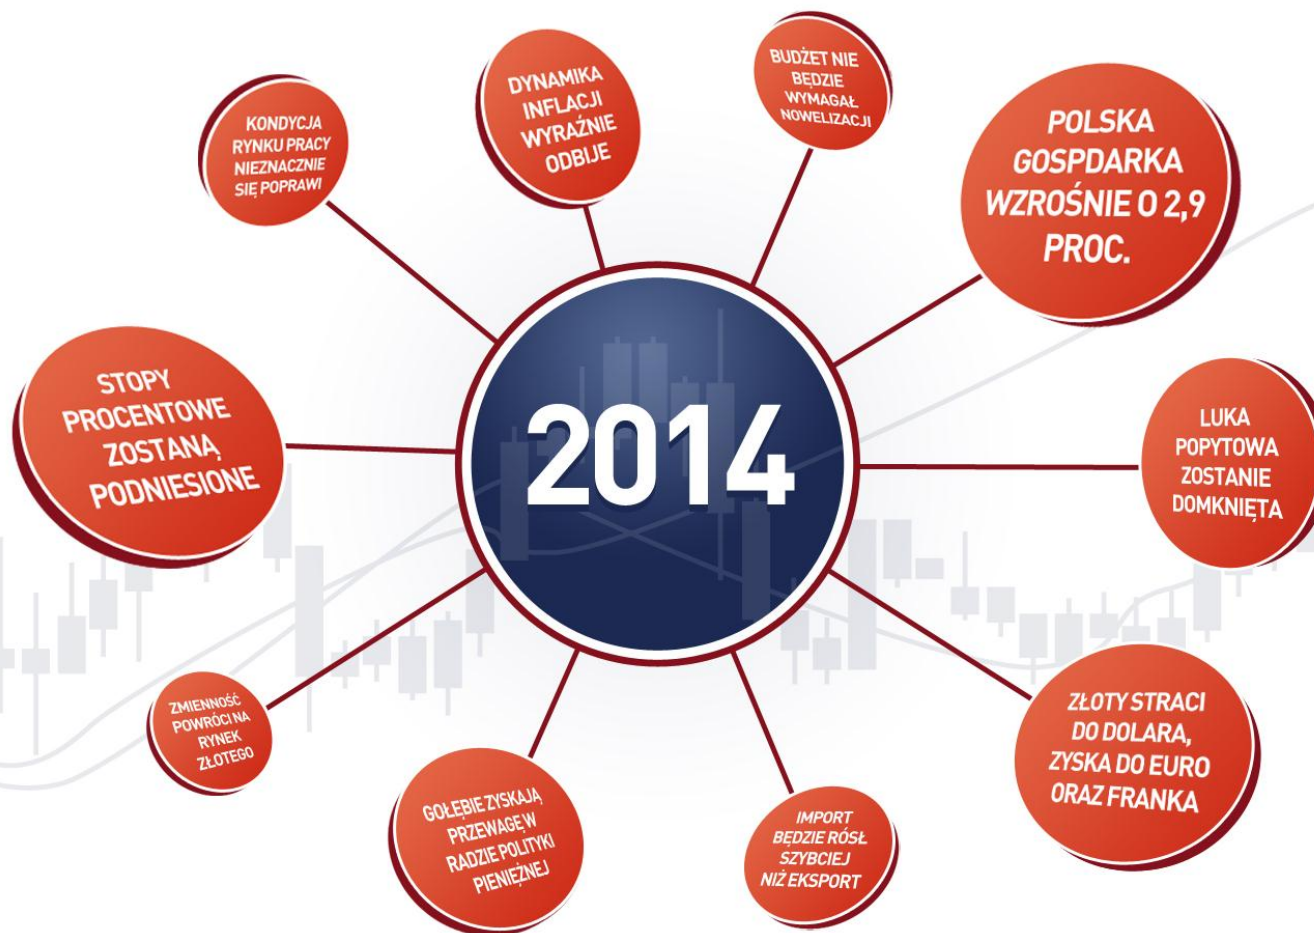 KONDYCJA
RYNKU PRACY
NIEZNACZNIE
SIĘ POPRAWI
DYNAMIKA
INFLACJI
WYRAŹNIE
ODBIJE
BUDŻET NIE
BĘDZIE
WYMAGAŁ
NOWELIZACJI
POLSKA
GOSPDARKA
WZROŚNIE O 2,9
PROC.
STOPY
PROCENTOWE
ZOSTANĄ
PODNIESIONE
2014
LUKA
POPYTOWA
ZOSTANIE
DOMKNIĘTA
ZMIENNOŚĆ
POWRÓCI NA
RYNEK
ZŁOTEGO
GOŁĘBIE ZYSKAJĄ
PRZEWAGĘ W
RADZIE POLITYKI
PIENIĘŻNEJ
IMPORT
BĘDZIE RÓSŁ
SZYBCIEJ
NIŻ EKSPORT
ZŁOTY STRACI
DO DOLARA,
ZYSKA DO EURO
ORAZ FRANKA